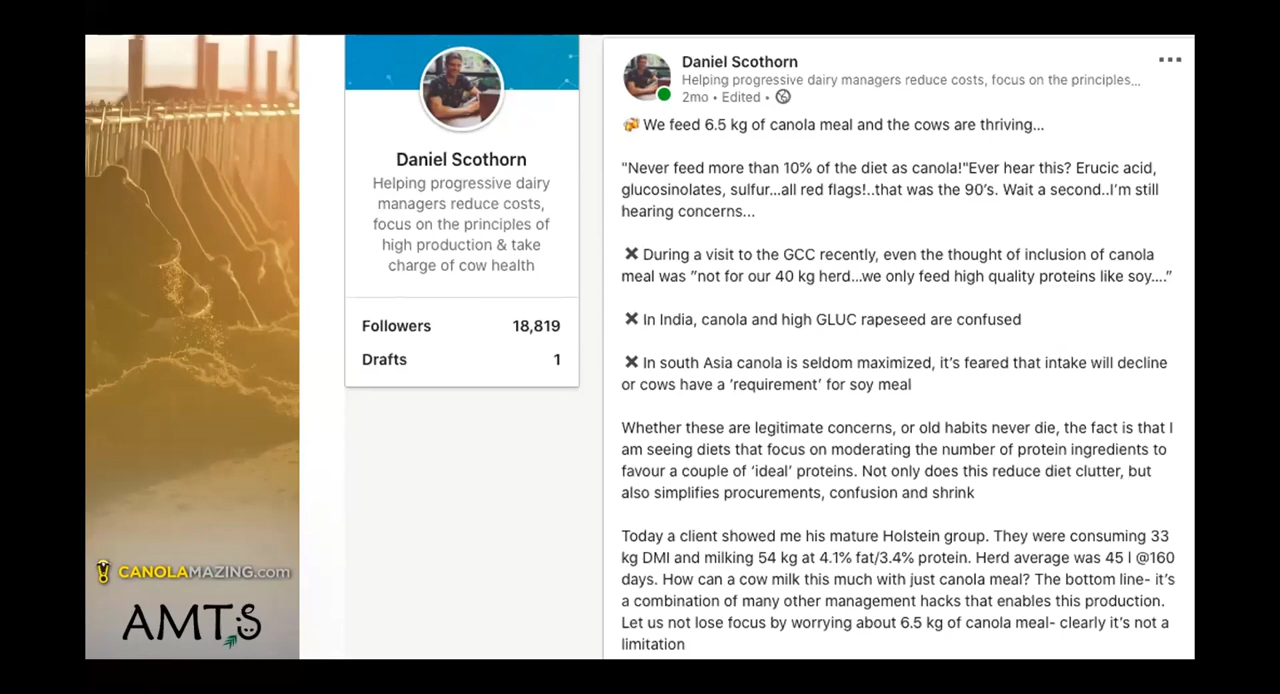 CANOLAMAZING.com
AMTS
Daniel Scothorn
Helping progressive dairy
managers reduce costs,
focus on the principles of
high production & take
charge of cow health
Followers 18,819
Drafts 1
Daniel Scothorn
Helping progressive dairy managers reduce costs, focus on the principles...
2mo • Edited •
We feed 6.5 kg of canola meal and the cows are thriving...
"Never feed more than 10% of the diet as canola!"Ever hear this? Erucic acid,
glucosinolates, sulfur...all red flags!..that was the 90's. Wait a second..I'm still
hearing concerns...
❌ During a visit to the GCC recently, even the thought of inclusion of canola
meal was "not for our 40 kg herd...we only feed high quality proteins like soy...."
❌ In India, canola and high GLUC rapeseed are confused
❌ In south Asia canola is seldom maximized, it's feared that intake will decline
or cows have a 'requirement' for soy meal
Whether these are legitimate concerns, or old habits never die, the fact is that I
am seeing diets that focus on moderating the number of protein ingredients to
favour a couple of 'ideal' proteins. Not only does this reduce diet clutter, but
also simplifies procurements, confusion and shrink
Today a client showed me his mature Holstein group. They were consuming 33
kg DMI and milking 54 kg at 4.1% fat/3.4% protein. Herd average was 45 l @160
days. How can a cow milk this much with just canola meal? The bottom line- it's
a combination of many other management hacks that enables this production.
Let us not lose focus by worrying about 6.5 kg of canola meal- clearly it's not a
limitation